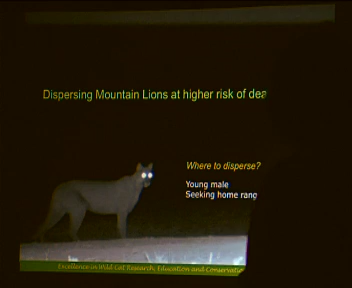 Dispersing Mountain Lions at higher risk of dea
Where to disperse?
Young male
Seeking home rang
Excellence in Wild Cat Research, Education and Conservatio